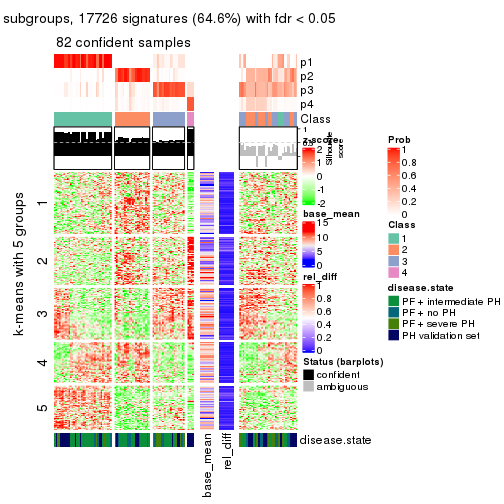 subgroups, 17726 signatures (64.6%) with fdr < 0.05
82 confident samples
p1
p2
p3
p4
Class
1
0.5
Silhouette
score
z-score
2
1
0
-1
-2
base_mean
15
10
5
0
rel_diff
1
0.8
0.6
0.4
0.2
0
Status (barplots)
confident
ambiguous
Prob
1
0.8
0.6
0.4
0.2
0
Class
1
2
3
4
disease.state
PF+ intermediate PH
PF+ no PH
PF+ severe PH
PH validation set
k-means with 5 groups
1
2
3
4
5
disease.state
base_mean
rel_diff